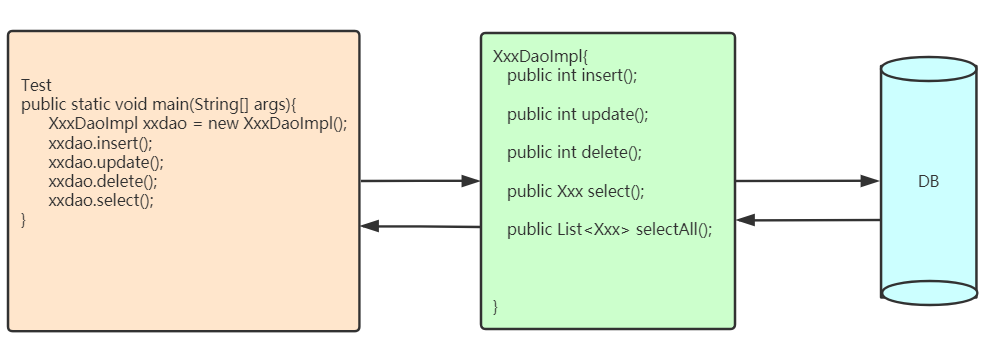 Test
public static void main(String[] args){
XxxDaoImpl xxdao = new XxxDaoImpl();
xxdao.insert();
xxdao.update();
xxdao.delete();
xxdao.select();
}
XxxDaoImpl{
public int insert();
public int update();
public int delete();
public Xxx select();
public List<Xxx> selectAll();
}
DB